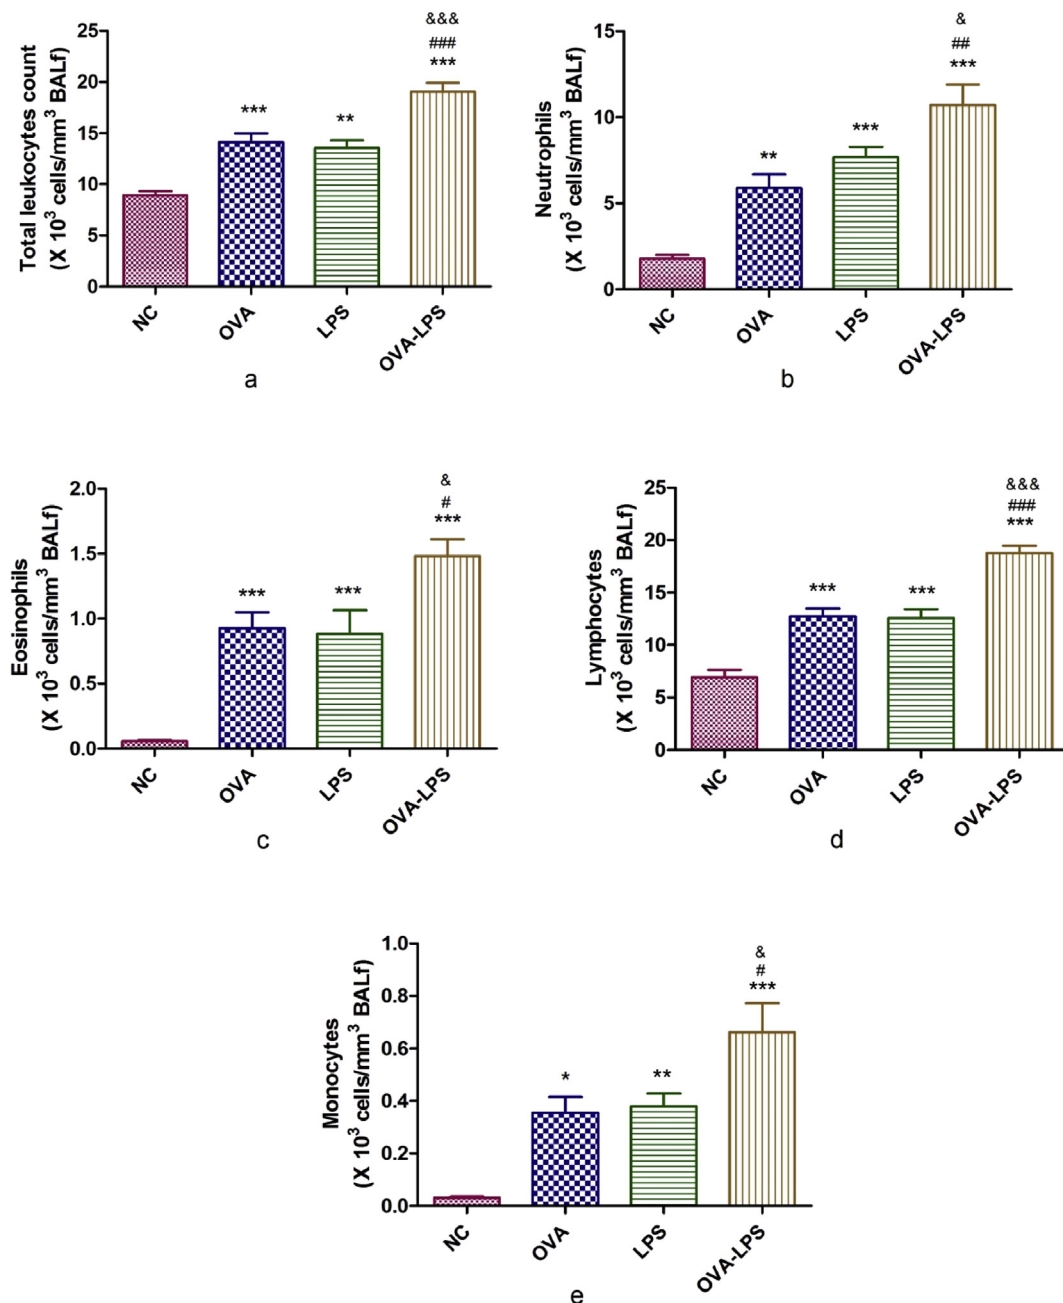 Total leukocytes count
(X 10³ cells/mm³ BALf)
25
20
15
10
5
0
***
**
&&&
###
***
NC
OVA
LPS
OVA-LPS
a
Neutrophils
(X 10³ cells/mm³ BALf)
15
10
5
0
**
***
&
##
***
NC
OVA
LPS
OVA-LPS
b
Eosinophils
(X 10³ cells/mm³ BALf)
2.0
1.5
1.0
0.5
0.0
***
***
&
#
***
NC
OVA
LPS
OVA-LPS
c
Lymphocytes
(X 10³ cells/mm³ BALf)
25
20
15
10
5
0
***
***
&&&
###
***
NC
OVA
LPS
OVA-LPS
d
Monocytes
(X 10³ cells/mm³ BALf)
1.0
0.8
0.6
0.4
0.2
0.0
*
**
&
#
***
NC
OVA
LPS
OVA-LPS
e